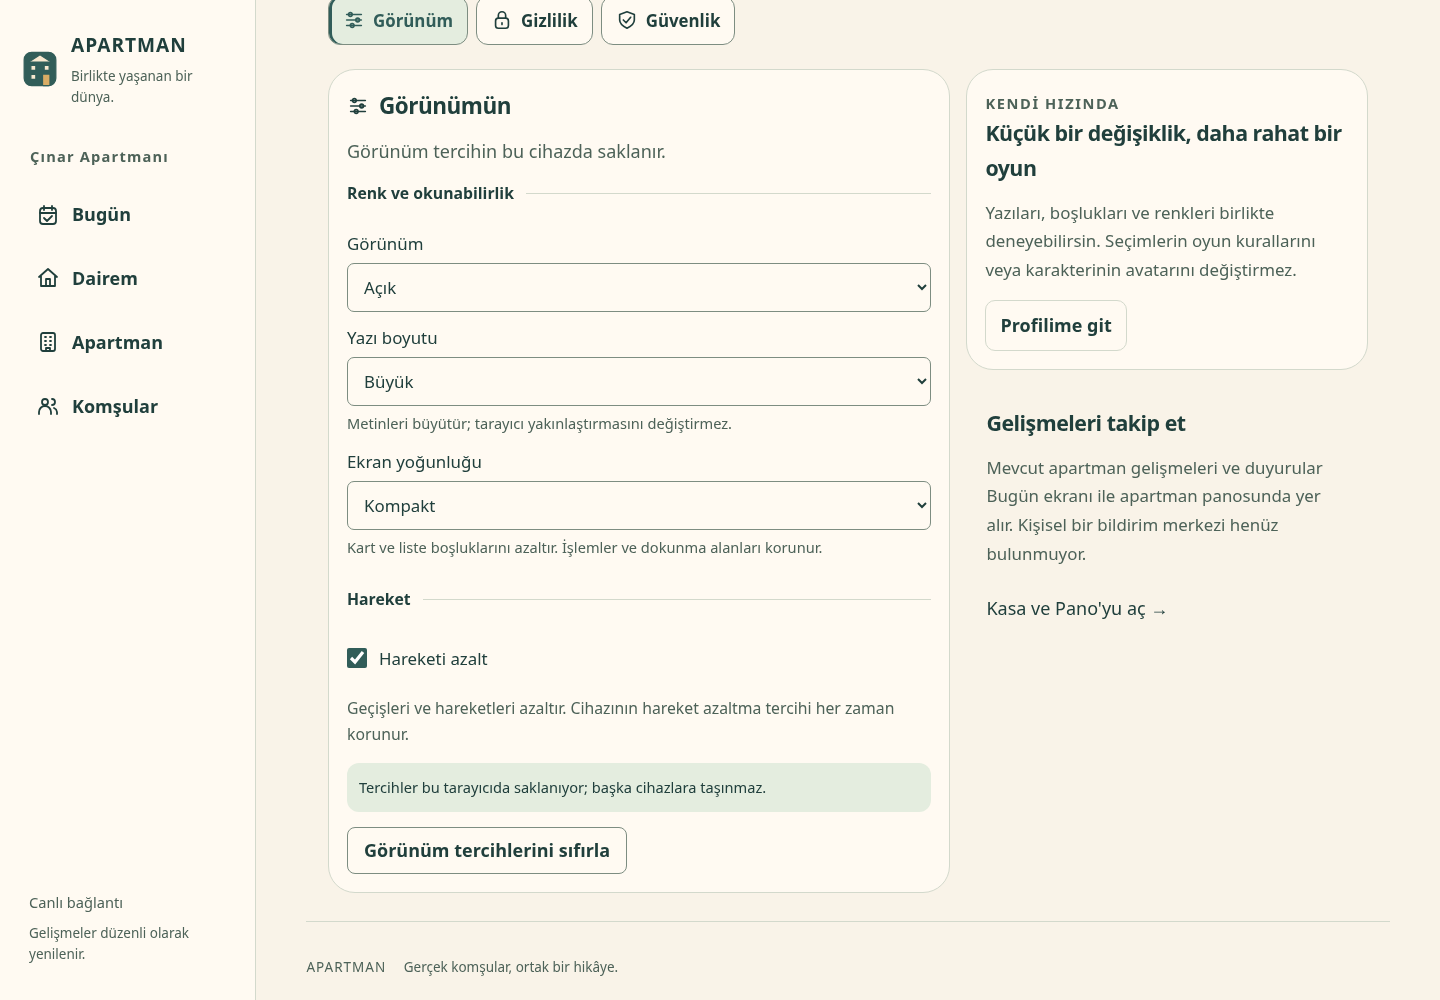 APARTMAN
Birlikte yaşanan bir
dünya.
Çınar Apartmanı
Bugün
Dairem
Apartman
Komşular
Canlı bağlantı
Gelişmeler düzenli olarak
yenilenir.
Görünüm
Gizlilik
Güvenlik
Görünümün
Görünüm tercihin bu cihazda saklanır.
Renk ve okunabilirlik
Görünüm
Açık
Yazı boyutu
Büyük
Metinleri büyütür; tarayıcı yakınlaştırmasını değiştirmez.
Ekran yoğunluğu
Kompakt
Kart ve liste boşluklarını azaltır. İşlemler ve dokunma alanları korunur.
Hareket
Hareketi azalt
Geçişleri ve hareketleri azaltır. Cihazının hareket azaltma tercihi her zaman
korunur.
Tercihler bu tarayıcıda saklanıyor; başka cihazlara taşınmaz.
Görünüm tercihlerini sıfırla
KENDİ HIZINDA
Küçük bir değişiklik, daha rahat bir
oyun
Yazıları, boşlukları ve renkleri birlikte
deneyebilirsin. Seçimlerin oyun kurallarını
veya karakterinin avatarını değiştirmez.
Profilime git
Gelişmeleri takip et
Mevcut apartman gelişmeleri ve duyurular
Bugün ekranı ile apartman panosunda yer
alır. Kişisel bir bildirim merkezi henüz
bulunmuyor.
Kasa ve Pano'yu aç →
APARTMAN Gerçek komşular, ortak bir hikâye.